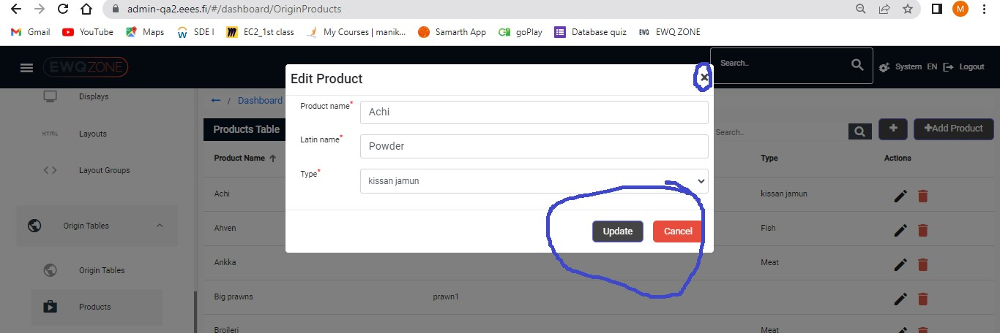 admin-qa2.eees.fi/#/dashboard/OriginProducts
M
Gmail YouTube Maps SDE I EC2_1st class My Courses | manik... Samarth App goPlay Database quiz EWQ EWQ ZONE
EWQZONE
Search..
System EN Logout
Displays
HTML Layouts
Layout Groups
Origin Tables
Origin Tables
Products
/ Dashboard
Products Table
Search..
+
+Add Product
Product Name Type Actions
Achi kissan jamun
Ahven Fish
Ankka Meat
Big prawns prawn1
Broileri Meat
Edit Product
×
Product name* Achi
Latin name* Powder
Type* kissan jamun
Update Cancel